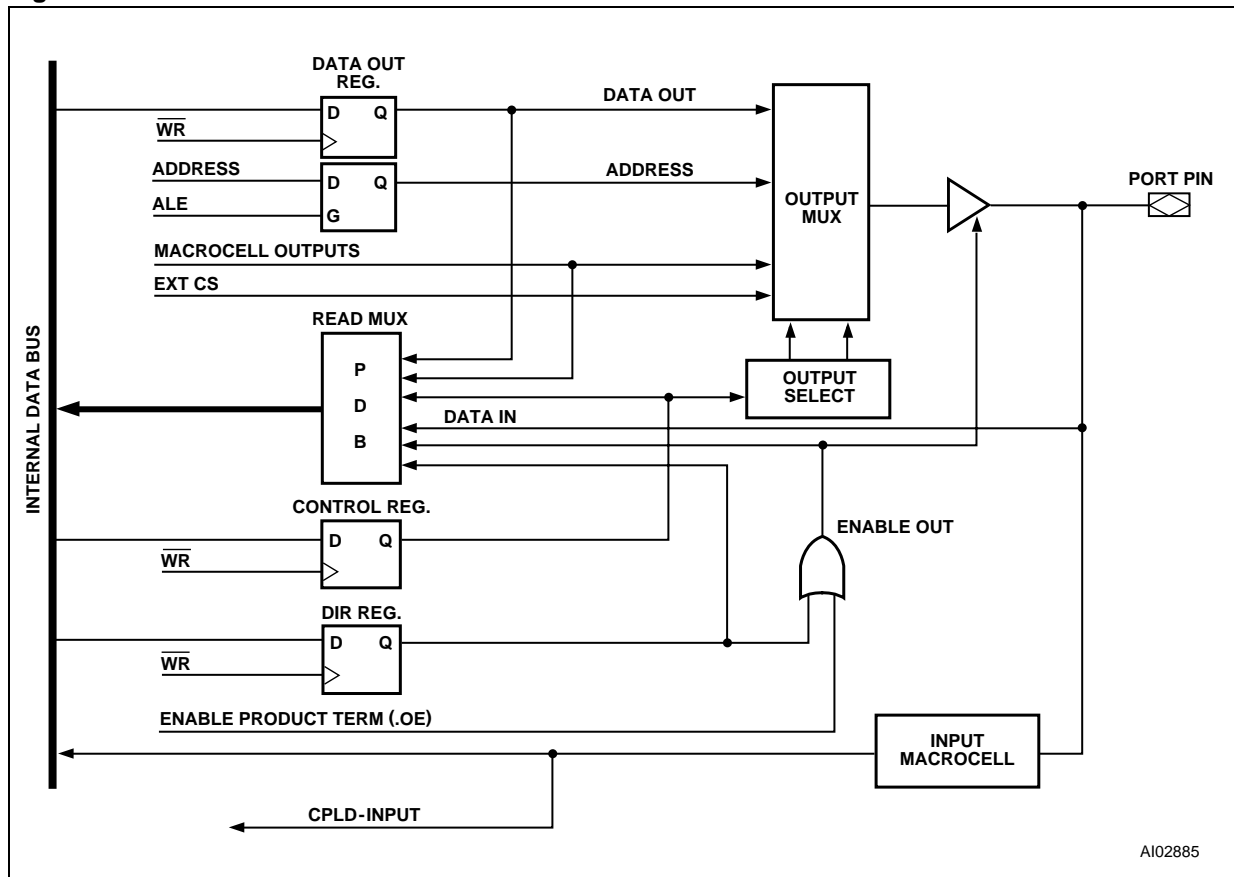 DATA OUT
REG.
DATA OUT
D Q
WR
ADDRESS
D Q
ADDRESS
ALE
G
OUTPUT
MUX
PORT PIN
MACROCELL OUTPUTS
EXT CS
READ MUX
P
D
B
OUTPUT
SELECT
DATA IN
INTERNAL DATA BUS
CONTROL REG.
D Q
WR
ENABLE OUT
DIR REG.
D Q
WR
ENABLE PRODUCT TERM (.OE)
INPUT
MACROCELL
CPLD-INPUT
AI02885